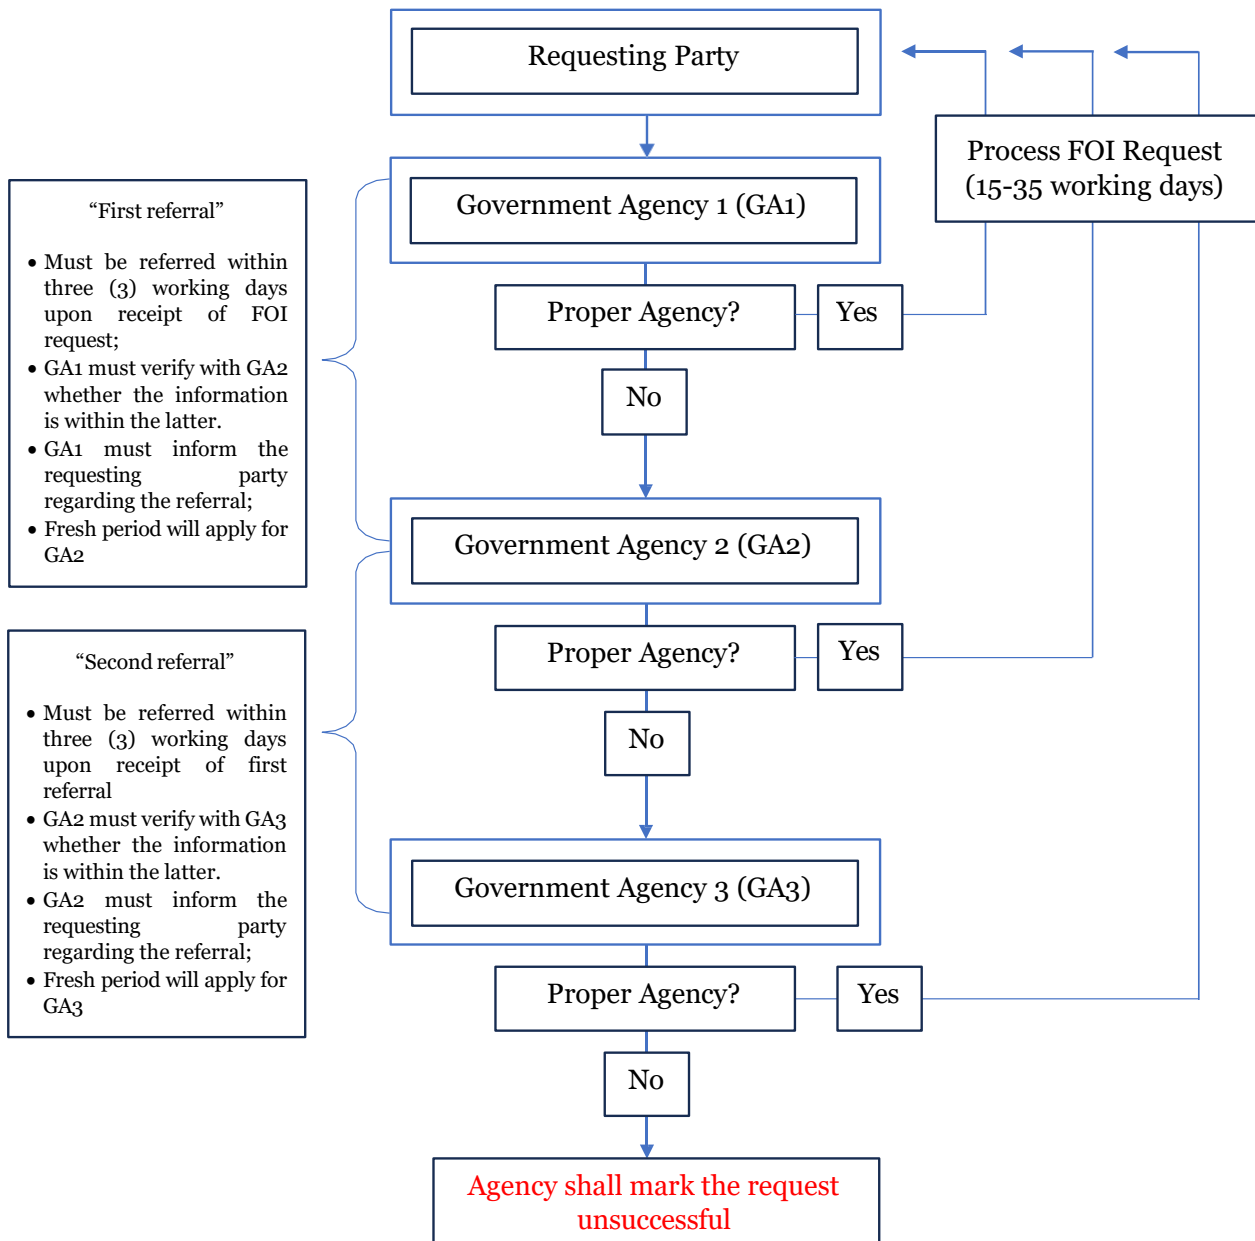 Requesting Party
Process FOI Request
(15-35 working days)
Government Agency 1 (GA1)
“First referral”
• Must be referred within
three (3) working days
upon receipt of FOI
request;
• GA1 must verify with GA2
whether the information
is within the latter.
• GA1 must inform the
requesting party
regarding the referral;
• Fresh period will apply for
GA2
Proper Agency?
Yes
No
Government Agency 2 (GA2)
“Second referral”
• Must be referred within
three (3) working days
upon receipt of first
referral
• GA2 must verify with GA3
whether the information
is within the latter.
• GA2 must inform the
requesting party
regarding the referral;
• Fresh period will apply for
GA3
Proper Agency?
Yes
No
Government Agency 3 (GA3)
Proper Agency?
Yes
No
Agency shall mark the request
unsuccessful